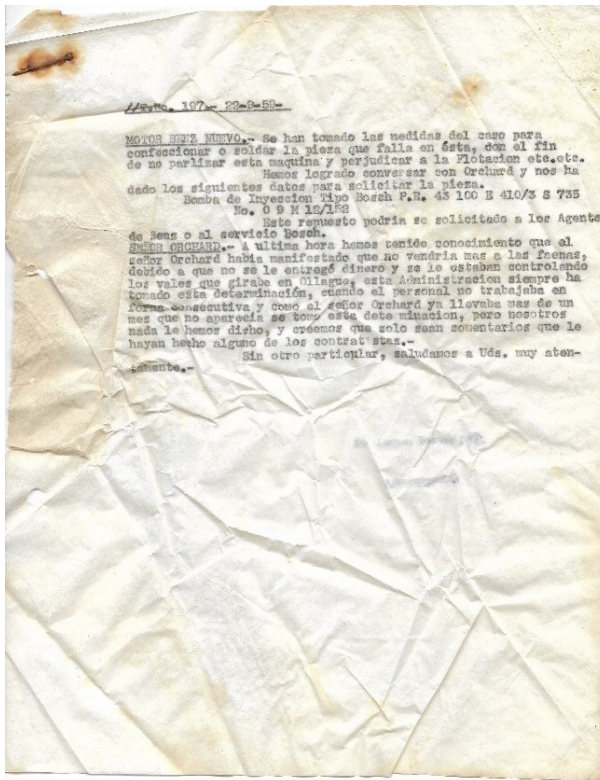 197.- 22-9-58-
MOTOR BENZ NUEVO.- Se han tomado las medidas del caso para
confeccionar o soldar la pieza que falla en ésta, con el fin
de no parlizar esta maquina y perjudicar a la Flotacion etc.etc.
Hemos logrado conversar con Orchard y nos ha
dado los siguientes datos para solicitar la pieza.
Bomba de Inyeccion Tipo Bosch P.E. 43 100 E 410/3 S 735
No. 0 9 M 12/152
Este repuesto podria se solicitado a los Agente
de Benz o al servicio Bosch.
SEÑOR ORCHARD.- A ultima hora hemos tenido conocimiento que el
señor Orchard habia manifestado que no vendria mas a las faenas,
debido a que no se le entregó dinero y se le estaban controlando
los vales que giraba en Ollague, esta Administracion siempre ha
tomado esta determinación, cuando el personal no trabajaba en
forma consecutiva y como el señor Orchard ya llevaba mas de un
mes que no aparecia se tomó esta dete minacion, pero nosotros
nada le hemos dicho, y creemos que solo sean comentarios que le
hayan hecho alguno de los contrat stas.-
Sin otro particular, saludamos a Uds. muy aten-
tamente.-